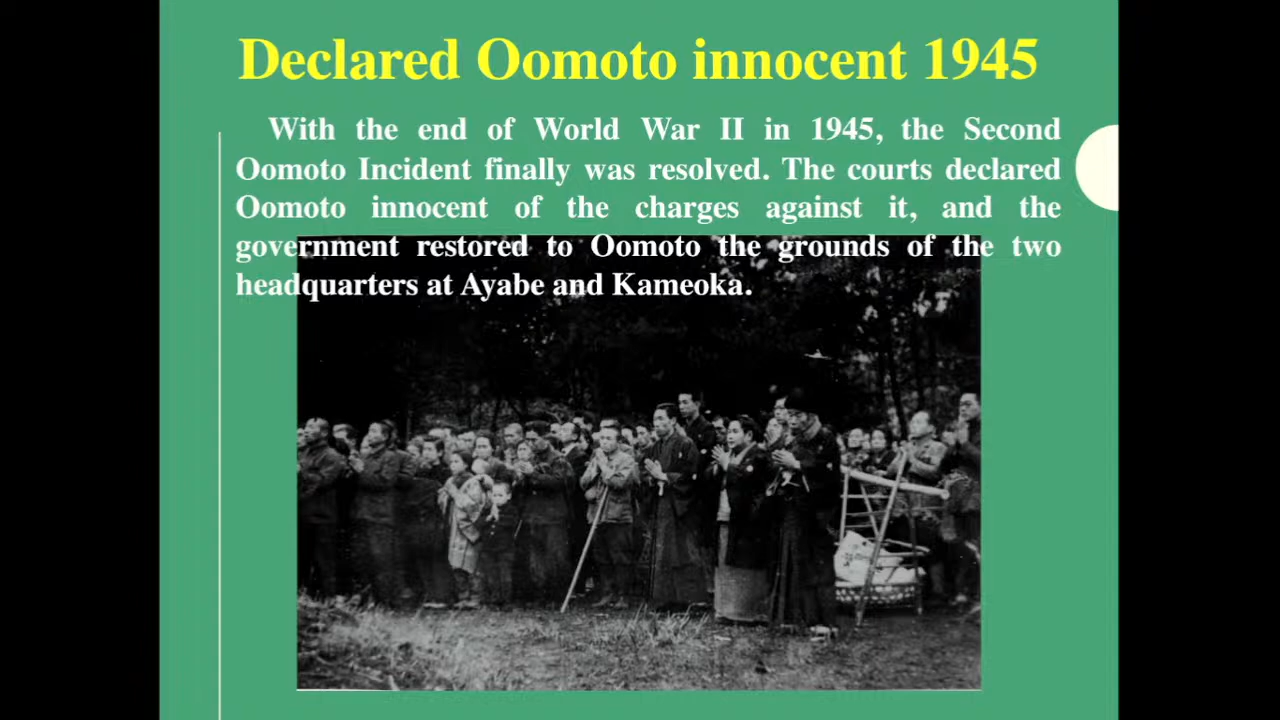 Declared Oomoto innocent 1945
With the end of World War II in 1945, the Second
Oomoto Incident finally was resolved. The courts declared
Oomoto innocent of the charges against it, and the
government restored to Oomoto the grounds of the two
headquarters at Ayabe and Kameoka.